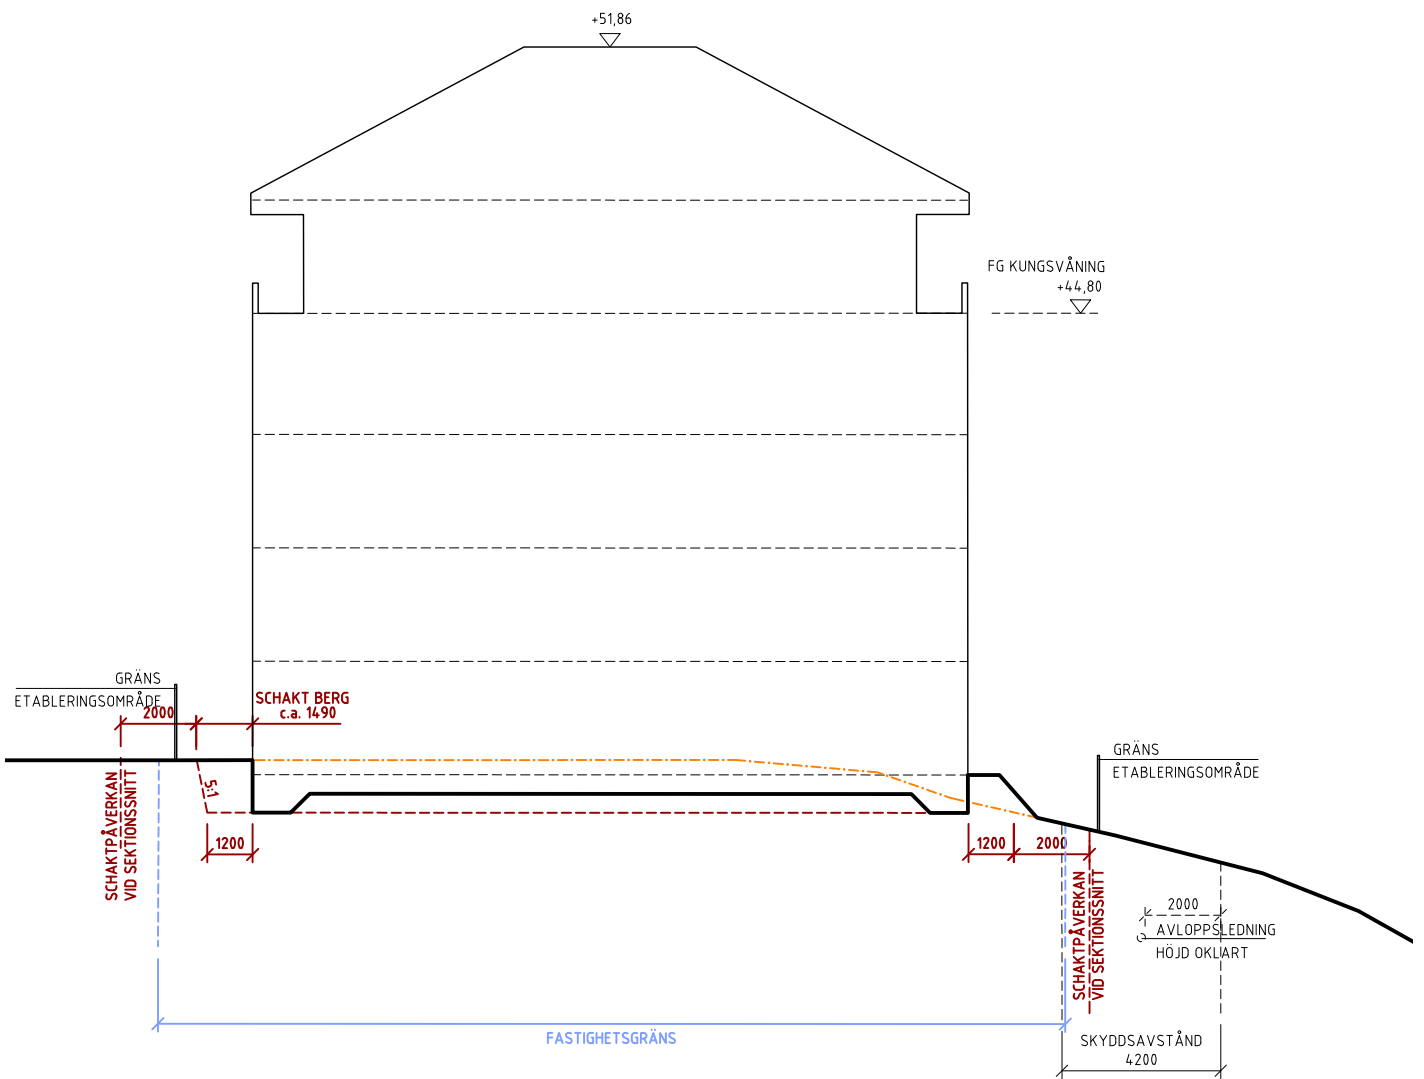 +51,86
FG KUNGSVÅNING
+44,80
GRÄNS
ETABLERINGSOMRÅDE
2000
SCHAKT BERG
c.a. 1490
5:1
SCHAKTPÅVERKAN
VID SEKTIONSSNITT
1200
GRÄNS
ETABLERINGSOMRÅDE
1200
2000
SCHAKTPÅVERKAN
VID SEKTIONSSNITT
2000
AVLOPPSLEDNING
HÖJD OKLART
FASTIGHETSGRÄNS
SKYDDSAVSTÅND
4200